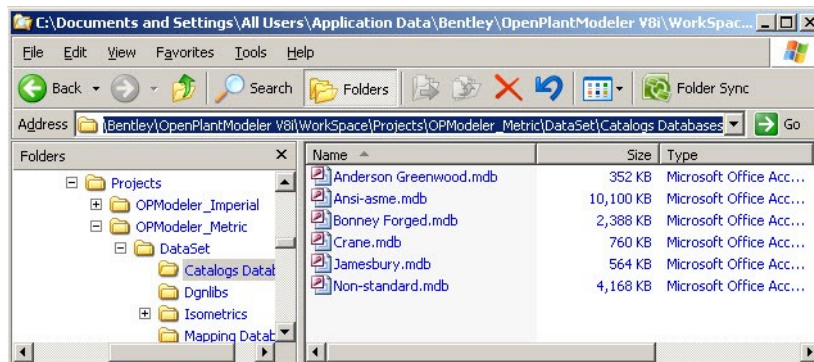 C:\Documents and Settings\All Users\Application Data\Bentley\OpenPlantModeler V8i\WorkSpac...
File Edit View Favorites Tools Help
Back Search Folders Folder Sync
Address \Bentley\OpenPlantModeler V8i\WorkSpace\Projects\OPModeler_Metric\DataSet\Catalogs Databases Go
Folders x Name Size Type
Projects
OPModeler_Imperial
OPModeler_Metric
DataSet
Catalogs Datab
Dgnlibs
Isometrics
Mapping Datab
Anderson Greenwood.mdb 352 KB Microsoft Office Acc...
Ansi-asme.mdb 10,100 KB Microsoft Office Acc...
Bonney Forged.mdb 2,388 KB Microsoft Office Acc...
Crane.mdb 760 KB Microsoft Office Acc...
Jamesbury.mdb 564 KB Microsoft Office Acc...
Non-standard.mdb 4,168 KB Microsoft Office Acc...